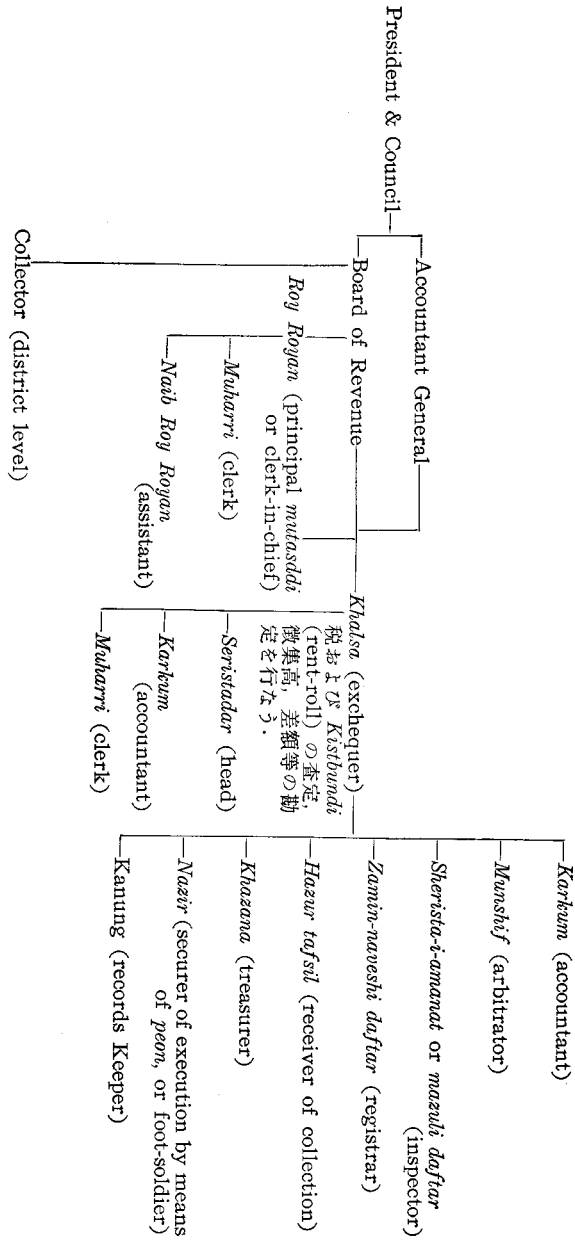 President & Council
Accountant General
Board of Revenue
Collector (district level)
Roy Royan (principal mutasddi
or clerk-in-chief)
Muharri (clerk)
Naib Roy Royan
(assistant)
Khalsa (exchequer)
税および Kistbundi
(rent-roll) の査定,
徴集高, 差額等の勘
定を行なう.
Seristadar (head)
Karkum
(accountant)
Muharri (clerk)
Karkum (accountant)
Munshif (arbitrator)
Sherista-i-amanat or mazuli daftar
(inspector)
Zamin-naveshi daftar (registrar)
Hazur tafsil (receiver of collection)
Khazana (treasurer)
Nazir (securer of execution by means
of peon, or foot-soldier)
Kanung (records Keeper)